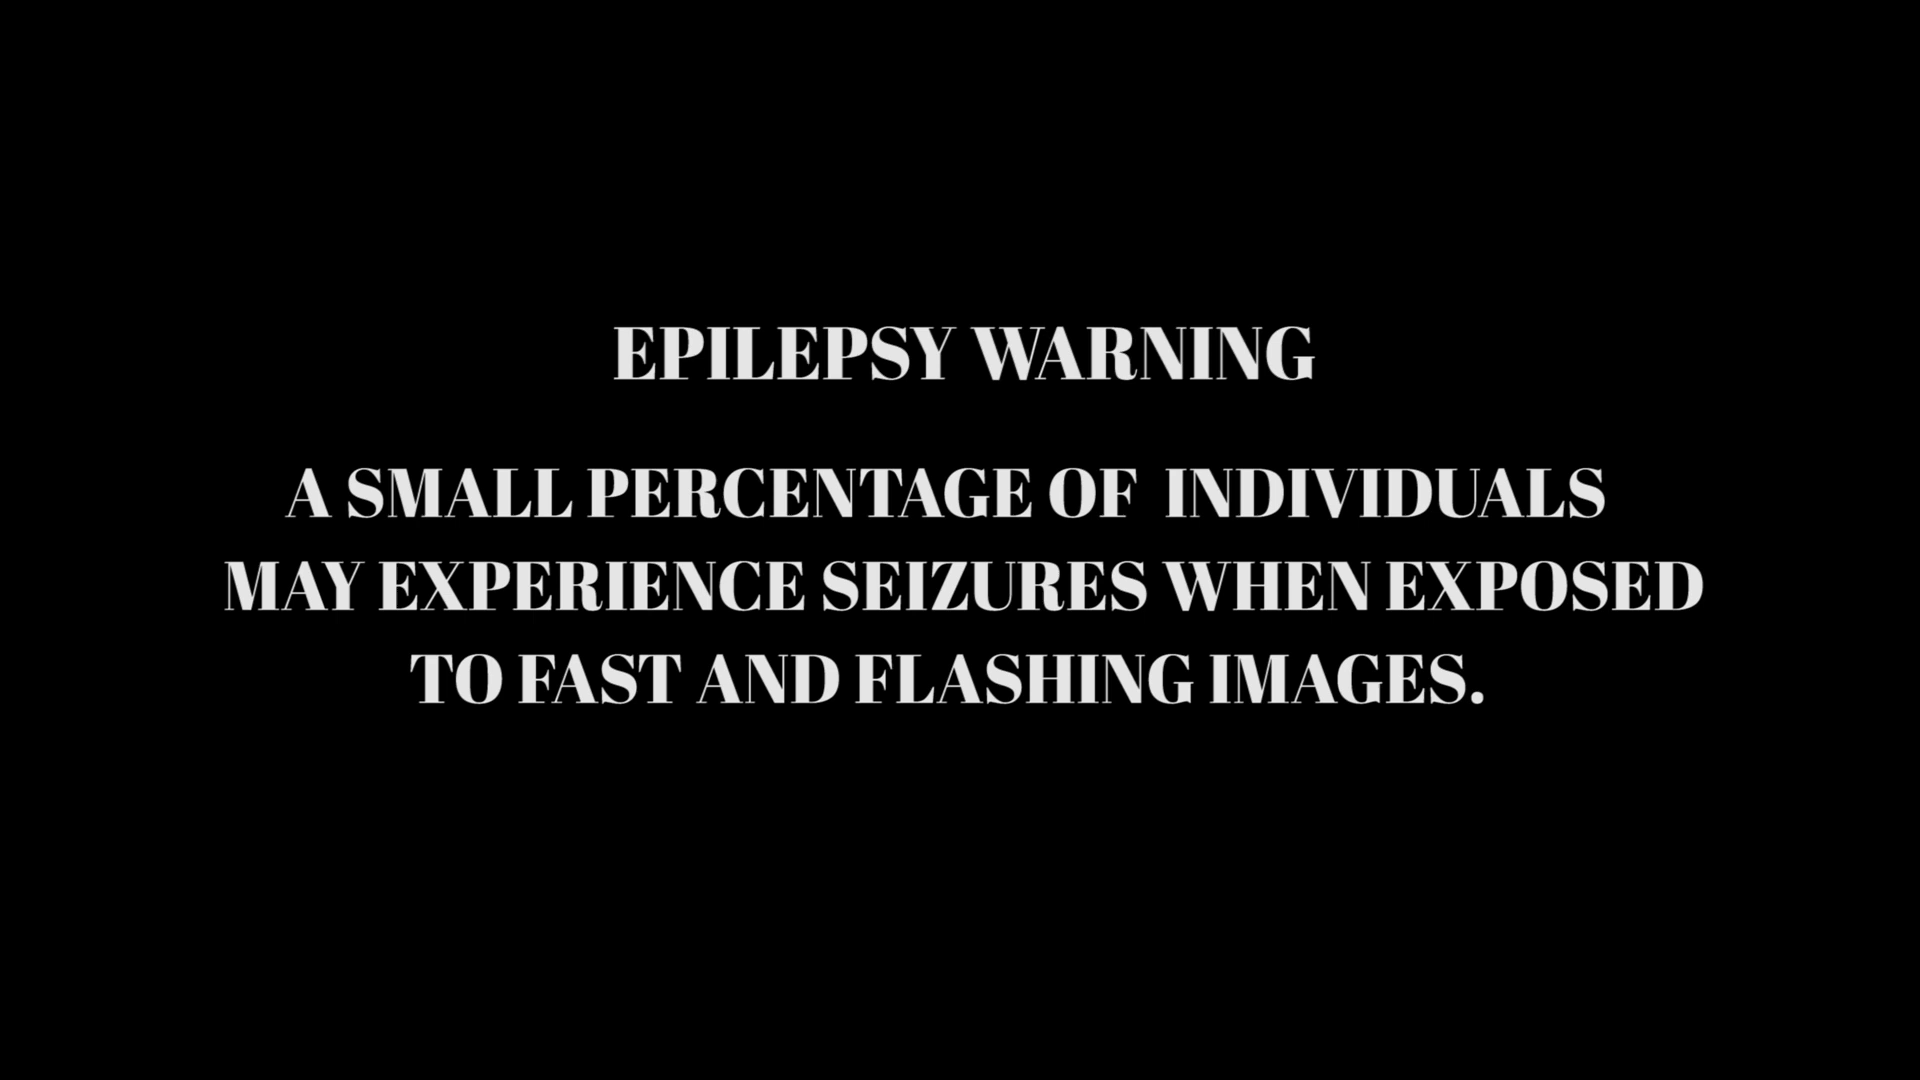 EPILEPSY WARNING
A SMALL PERCENTAGE OF INDIVIDUALS
MAY EXPERIENCE SEIZURES WHEN EXPOSED
TO FAST AND FLASHING IMAGES.